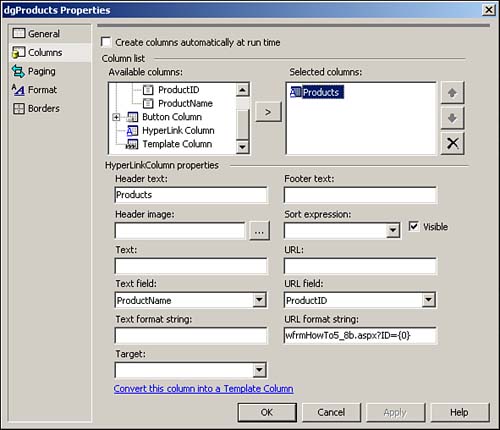 dgProducts Properties
General
Columns
Paging
Format
Borders
Create columns automatically at run time
Column list
Available columns:
Selected columns:
ProductID
ProductName
Button Column
HyperLink Column
Template Column
>
Products
HyperLinkColumn properties
Header text:
Footer text:
Products
Header image:
Sort expression:
...
Visible
Text:
URL:
Text field:
URL field:
ProductName
ProductID
Text format string:
URL format string:
wfrmHowTo5_8b.aspx?ID={0}
Target:
Convert this column into a Template Column
OK
Cancel
Apply
Help